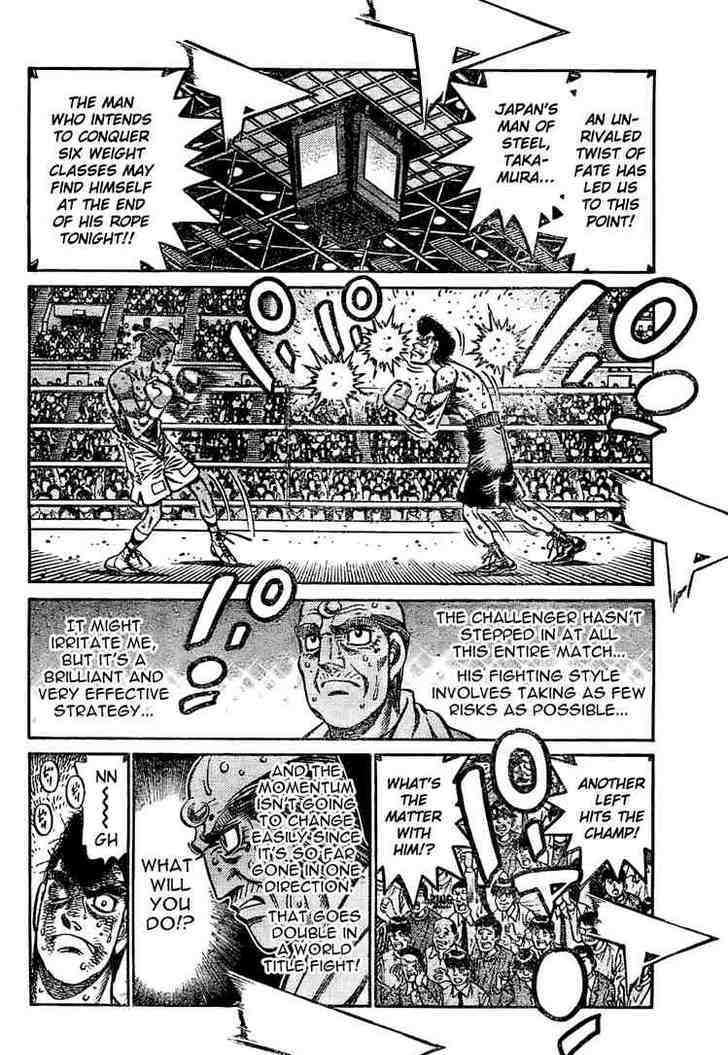 AN UN-
RIVALED
TWIST OF
FATE HAS
LED US
TO THIS
POINT!
JAPAN'S
MAN OF
STEEL,
TAKA-
MURA...
THE MAN
WHO INTENDS
TO CONQUER
SIX WEIGHT
CLASSES MAY
FIND HIMSELF
AT THE END
OF HIS ROPE
TONIGHT!!
パパパ
THE CHALLENGER HASN'T
STEPPED IN AT ALL
THIS ENTIRE MATCH...
HIS FIGHTING STYLE
INVOLVES TAKING AS FEW
RISKS AS POSSIBLE...
IT MIGHT
IRRITATE ME,
BUT IT'S A
BRILLIANT AND
VERY EFFECTIVE
STRATEGY...
パパ
ANOTHER
LEFT
HITS THE
CHAMP!
WHAT'S
THE
MATTER
WITH
HIM!?
AND THE
MOMENTUM
ISN'T GOING
TO CHANGE
EASILY SINCE
IT'S SO FAR
GONE IN ONE
DIRECTION.
THAT GOES
DOUBLE IN
A WORLD
TITLE FIGHT!
WHAT
WILL
YOU
DO!?
NN
GH